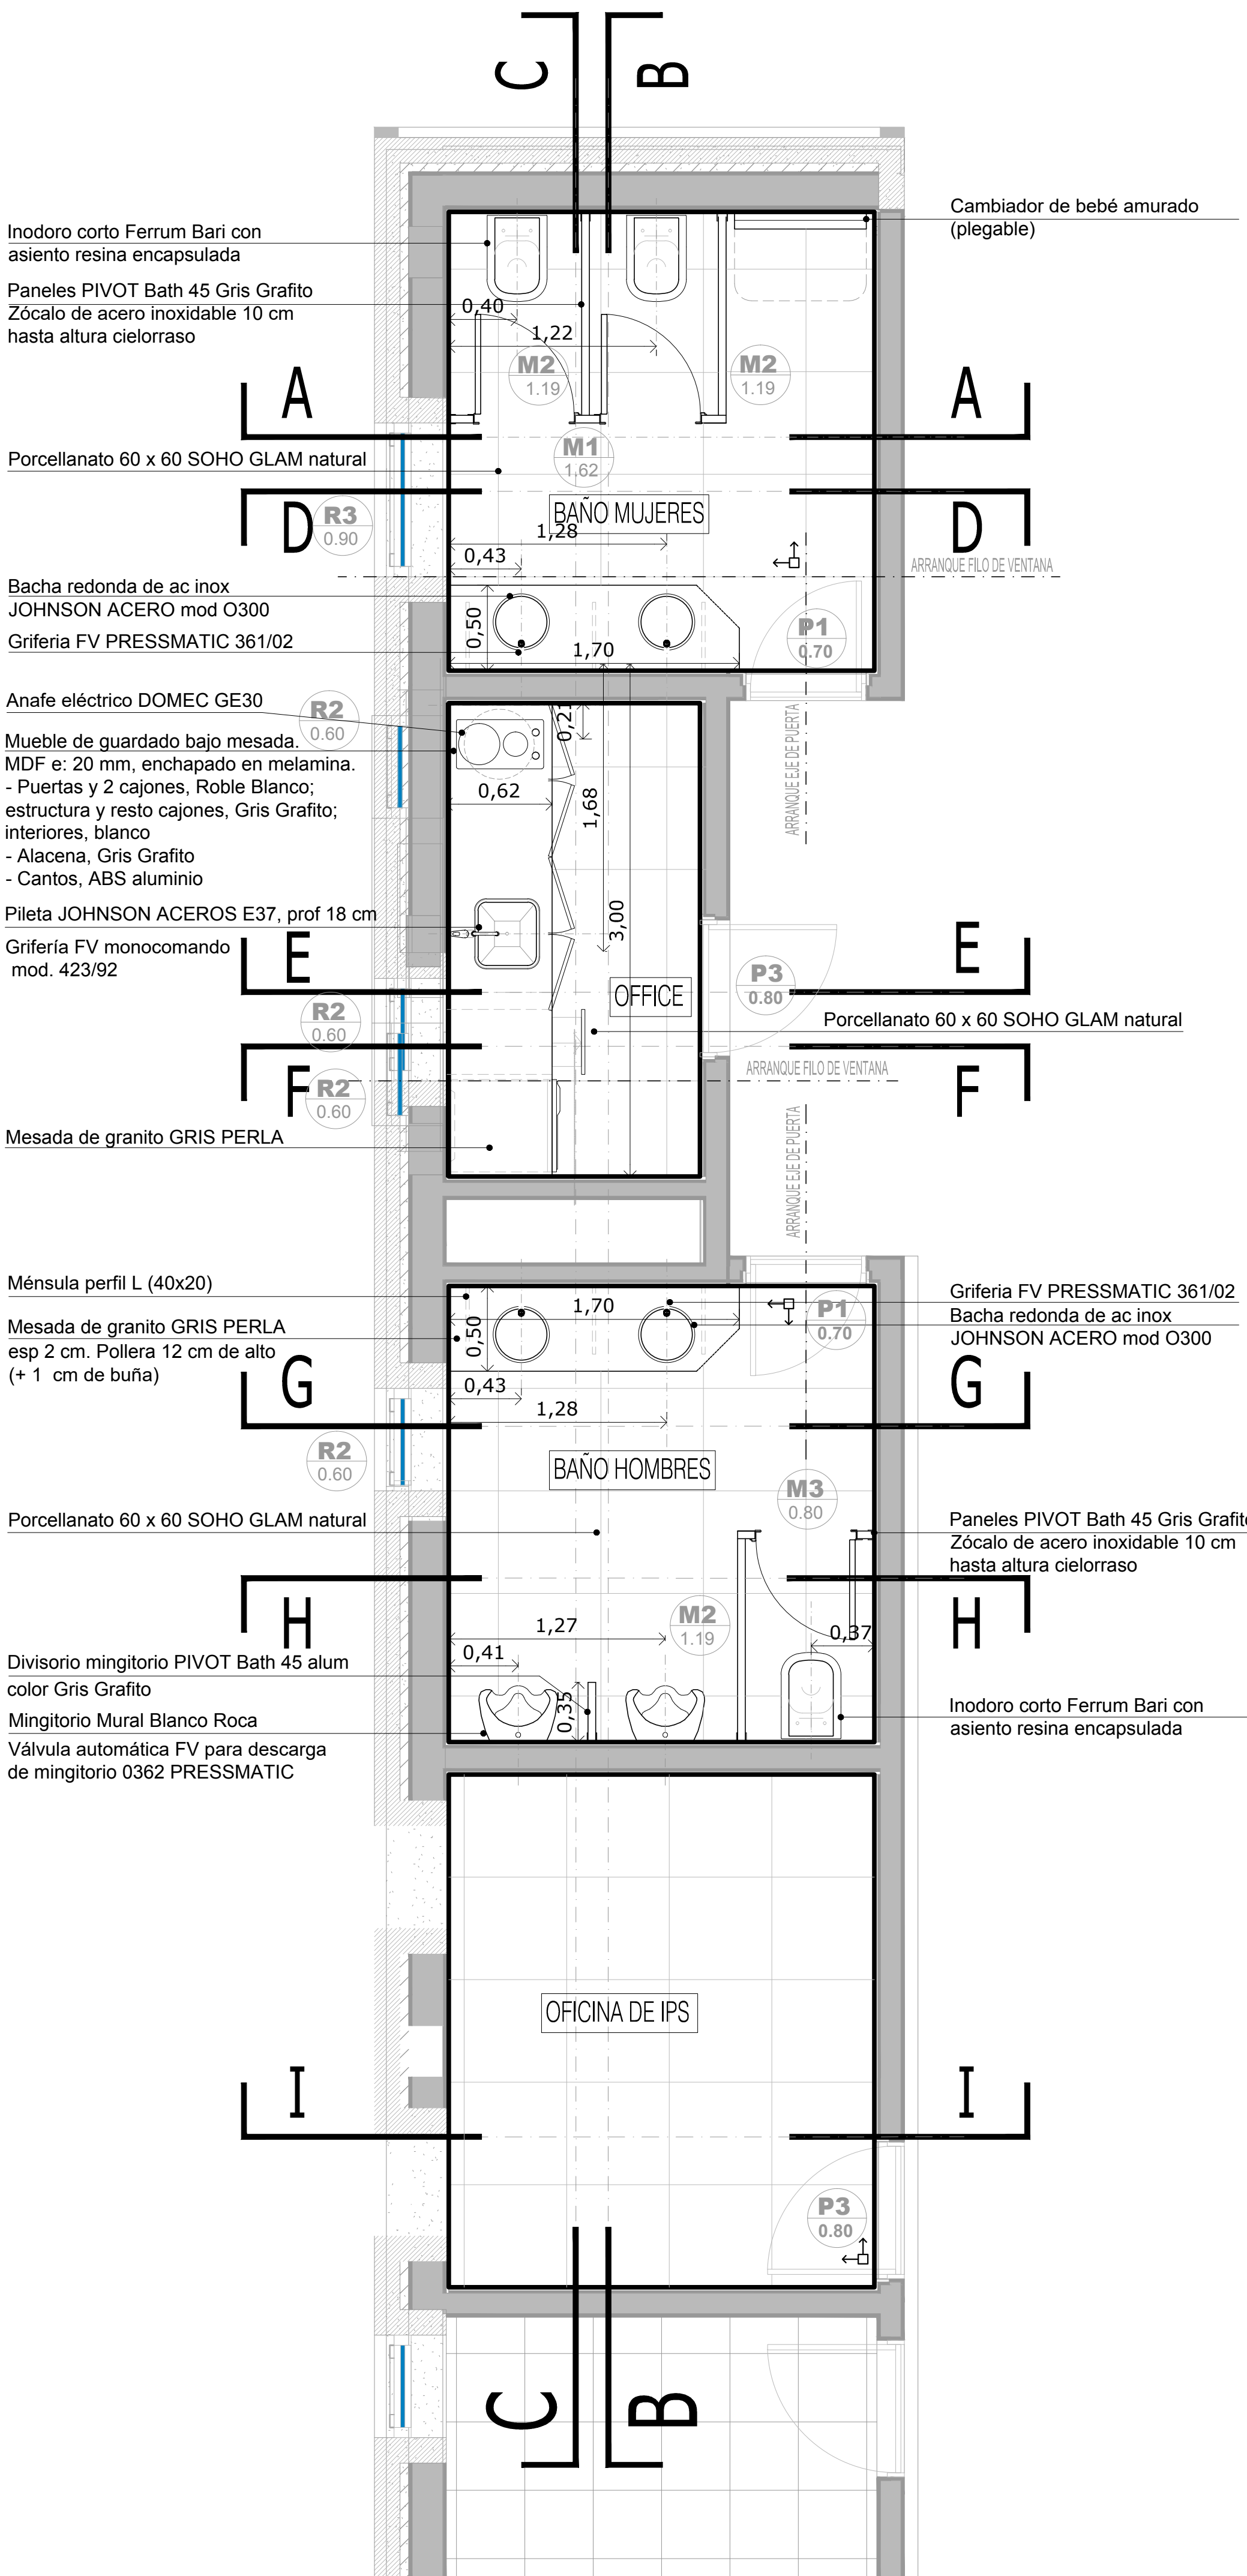 C
B
Inodoro corto Ferrum Bari con
asiento resina encapsulada
Cambiador de bebé amurado
(plegable)
Paneles PIVOT Bath 45 Gris Grafito
Zócalo de acero inoxidable 10 cm
hasta altura cielorraso
0,40
1,22
M2
1.19
M2
1.19
A
A
M1
1.62
Porcellanato 60 x 60 SOHO GLAM natural
D
R3
0.90
BAÑO MUJERES
D
1,28
0,43
ARRANQUE FILO DE VENTANA
Bacha redonda de ac inox
JOHNSON ACERO mod O300
Griferia FV PRESSMATIC 361/02
0,50
1,70
P1
0.70
Anafe eléctrico DOMEC GE30
R2
0.60
Mueble de guardado bajo mesada.
MDF e: 20 mm, enchapado en melamina.
- Puertas y 2 cajones, Roble Blanco;
estructura y resto cajones, Gris Grafito;
interiores, blanco
- Alacena, Gris Grafito
- Cantos, ABS aluminio
0,21
0,62
1,68
3,00
ARRANQUE EJE DE PUERTA
Pileta JOHNSON ACEROS E37, prof 18 cm
Grifería FV monocomando
mod. 423/92
E
E
OFFICE
P3
0.80
R2
0.60
Porcellanato 60 x 60 SOHO GLAM natural
F
R2
0.60
ARRANQUE FILO DE VENTANA
F
Mesada de granito GRIS PERLA
ARRANQUE EJE DE PUERTA
Ménsula perfil L (40x20)
Mesada de granito GRIS PERLA
esp 2 cm. Pollera 12 cm de alto
(+ 1 cm de buña)
0,50
1,70
P1
0.70
Griferia FV PRESSMATIC 361/02
Bacha redonda de ac inox
JOHNSON ACERO mod O300
G
G
0,43
1,28
R2
0.60
BAÑO HOMBRES
M3
0.80
Porcellanato 60 x 60 SOHO GLAM natural
Paneles PIVOT Bath 45 Gris Grafito
Zócalo de acero inoxidable 10 cm
hasta altura cielorraso
H
H
M2
1.19
1,27
0,37
0,41
0,35
Divisorio mingitorio PIVOT Bath 45 alum
color Gris Grafito
Mingitorio Mural Blanco Roca
Válvula automática FV para descarga
de mingitorio 0362 PRESSMATIC
Inodoro corto Ferrum Bari con
asiento resina encapsulada
OFICINA DE IPS
I
I
P3
0.80
C
B